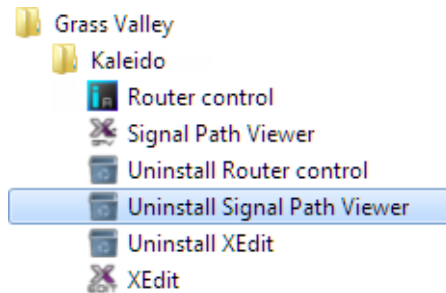 Grass Valley
Kaleido
Router control
Signal Path Viewer
Uninstall Router control
Uninstall Signal Path Viewer
Uninstall XEdit
XEdit